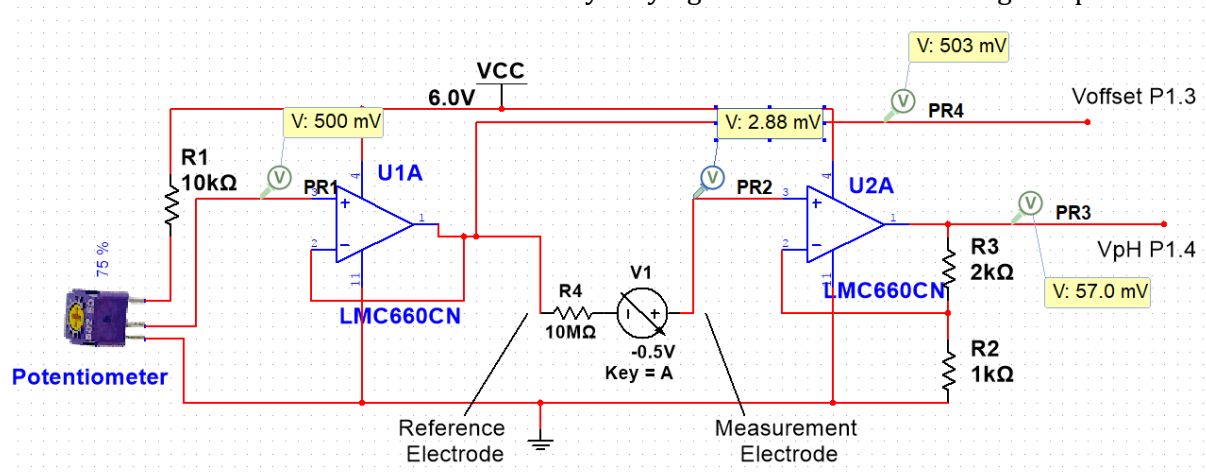 V: 503 mV
VCC
6.0V
Voffset P1.3
V: 500 mV
V: 2.88 mV
V
PR4
R1
10kΩ
V
PR1
U1A
4
3
+
1
2
−
11
LMC660CN
V
PR2
U2A
4
3
+
1
2
−
11
LMC660CN
V
PR3
VpH P1.4
R3
2kΩ
V: 57.0 mV
75 %
V1
R4
10MΩ
- +
-0.5V
Key = A
R2
1kΩ
Potentiometer
Reference
Electrode
Measurement
Electrode